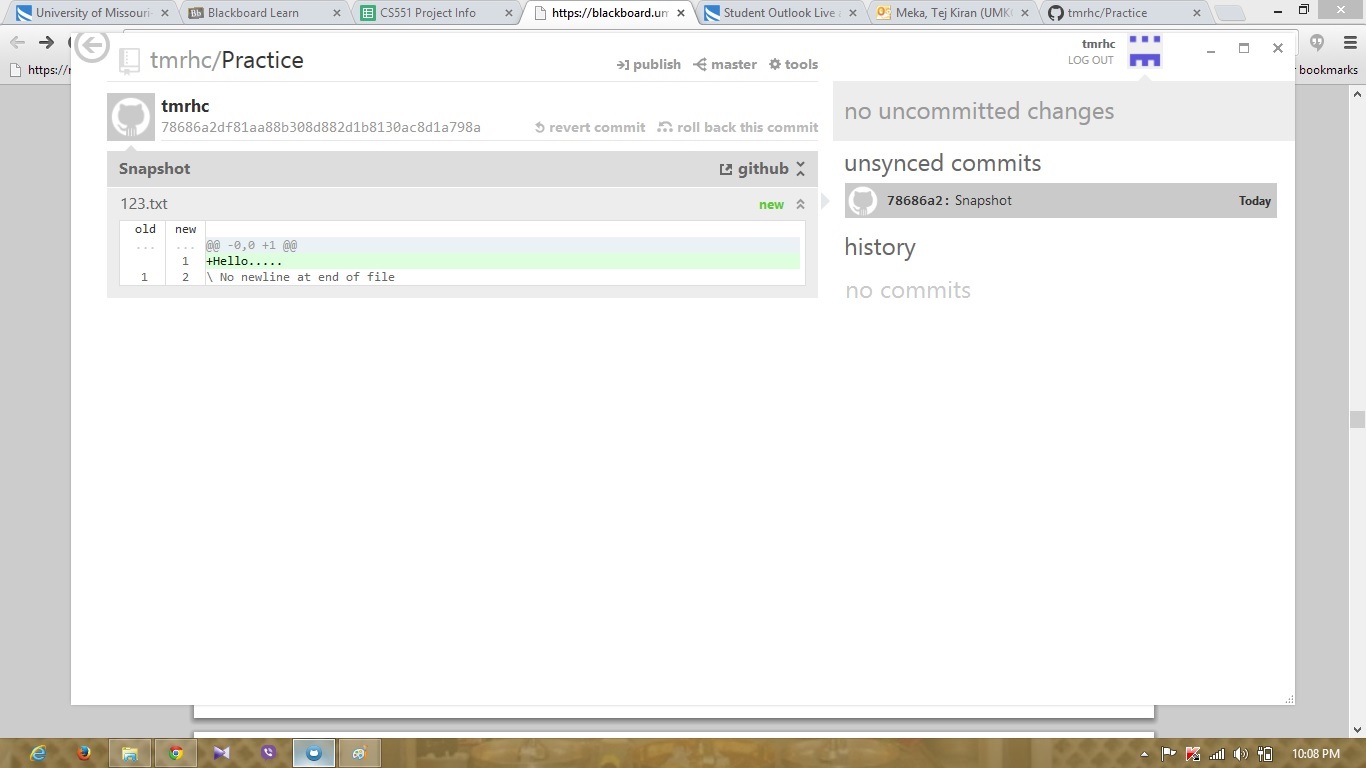 University of Missouri-
Blackboard Learn
CS551 Project Info
https://blackboard.um
Student Outlook Live a
Meka, Tej Kiran (UMK
tmrhc/Practice
https://
bookmarks
tmrhc/Practice
publish
master
tools
tmrhc
LOG OUT
tmrhc
78686a2df81aa88b308d882d1b8130ac8d1a798a
revert commit
roll back this commit
Snapshot
github
123.txt
new
old new
... ... @@ -0,0 +1 @@
1 +Hello.....
1 2 \ No newline at end of file
no uncommitted changes
unsynced commits
78686a2: Snapshot Today
history
no commits
10:08 PM